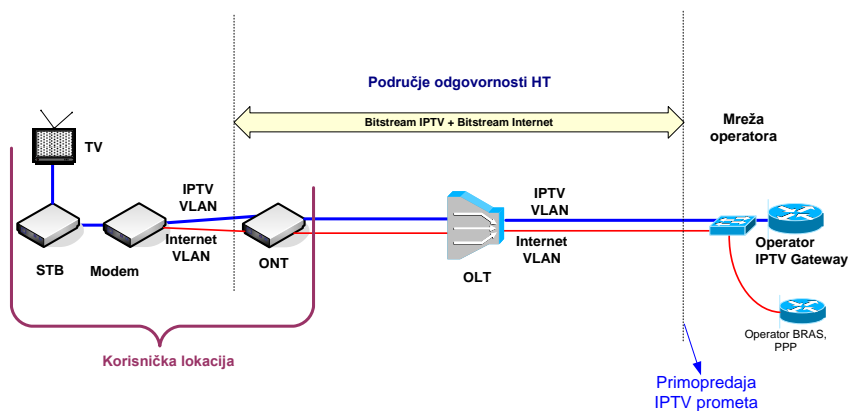 Područje odgovornosti HT
Bitstream IPTV + Bitstream Internet
Mreža
operatora
TV
IPTV
VLAN
Internet
VLAN
STB
Modem
ONT
OLT
IPTV
VLAN
Internet
VLAN
Operator
IPTV Gateway
Operator BRAS,
PPP
Korisnička lokacija
Primopredaja
IPTV prometa